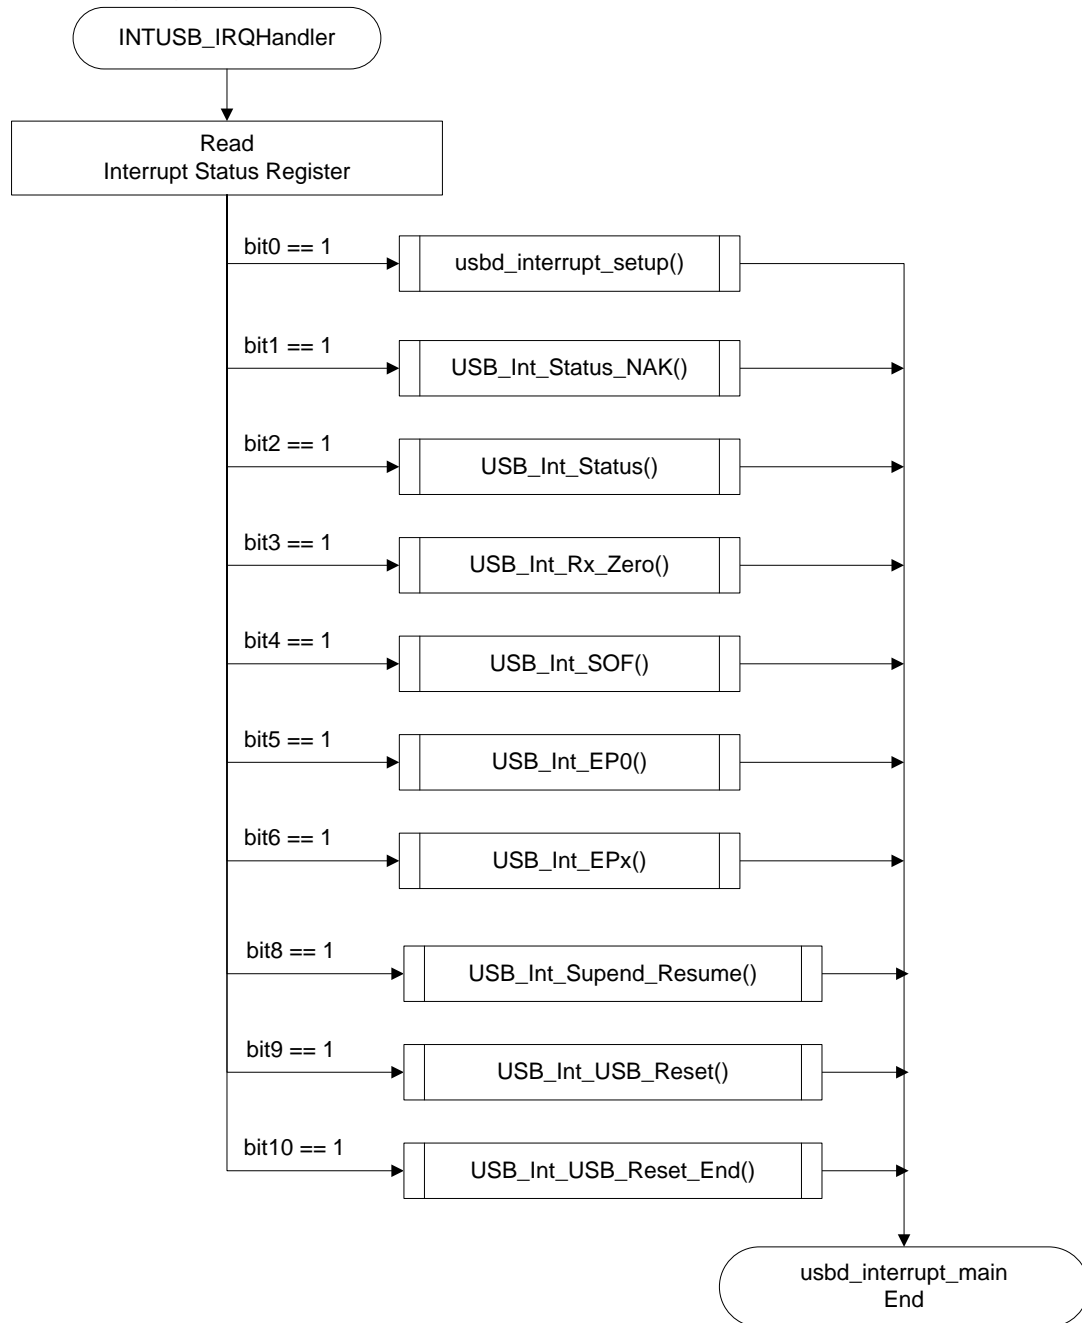 INTUSB_IRQHandler
Read
Interrupt Status Register
bit0 == 1
usbd_interrupt_setup()
bit1 == 1
USB_Int_Status_NAK()
bit2 == 1
USB_Int_Status()
bit3 == 1
USB_Int_Rx_Zero()
bit4 == 1
USB_Int_SOF()
bit5 == 1
USB_Int_EP0()
bit6 == 1
USB_Int_EPx()
bit8 == 1
USB_Int_Supend_Resume()
bit9 == 1
USB_Int_USB_Reset()
bit10 == 1
USB_Int_USB_Reset_End()
usbd_interrupt_main
End